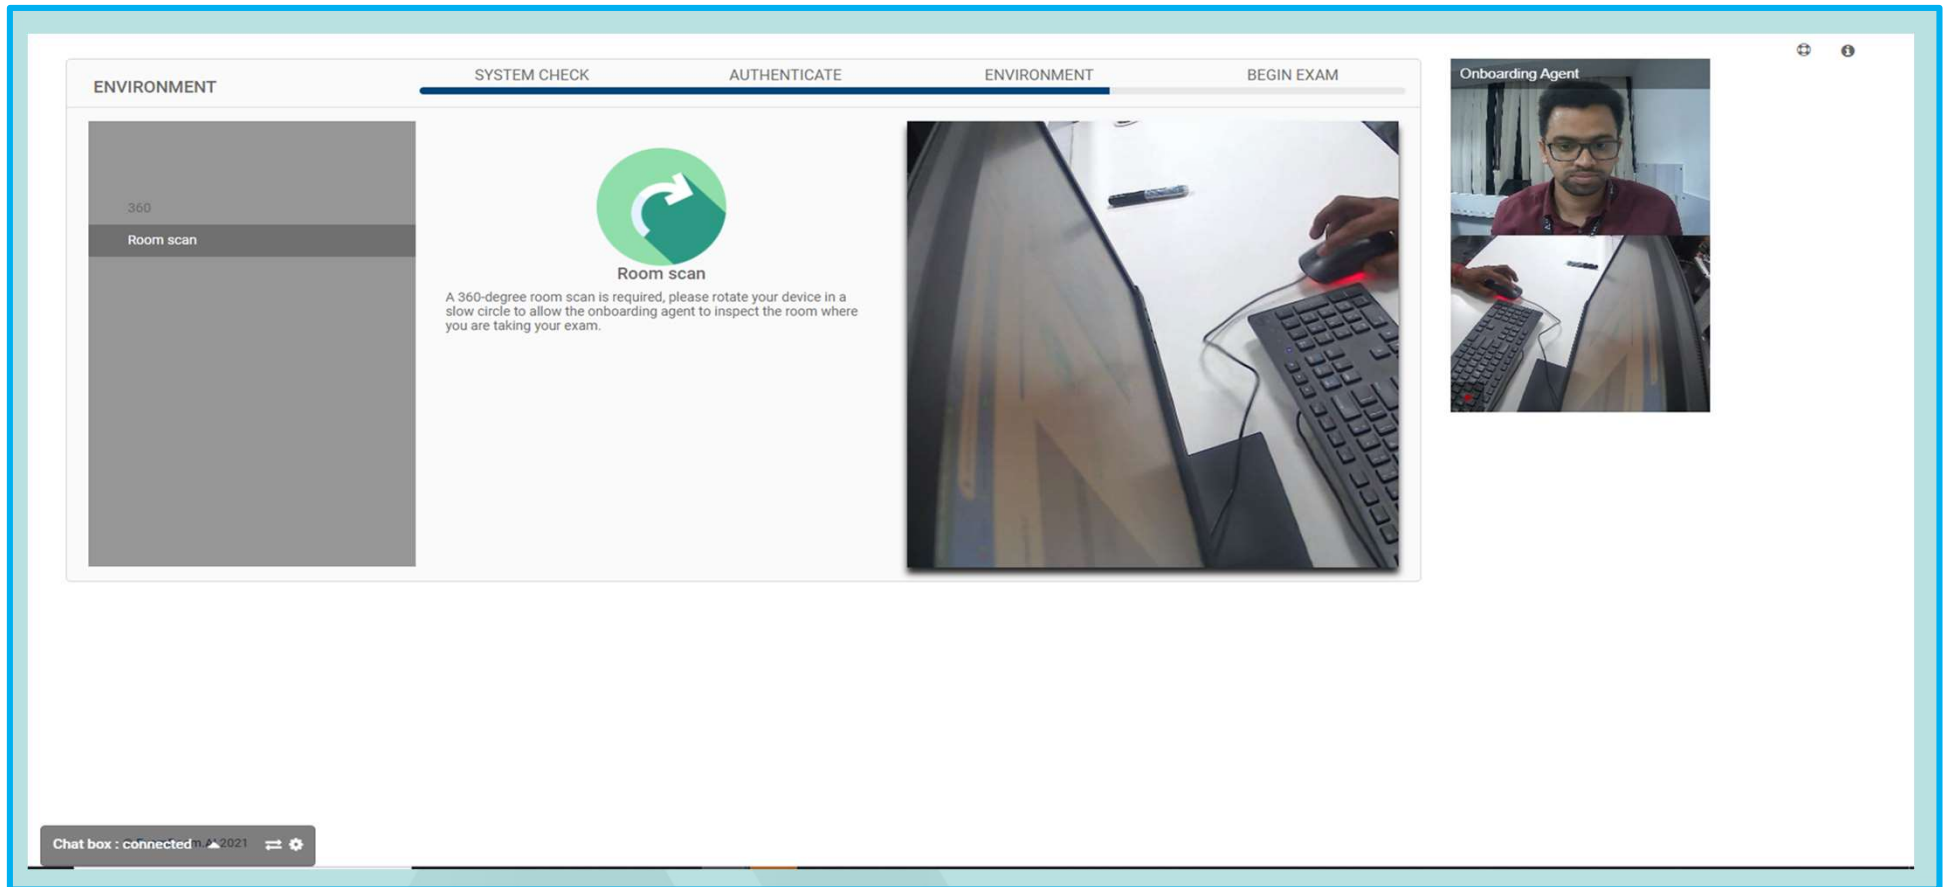 ENVIRONMENT
SYSTEM CHECK
AUTHENTICATE
ENVIRONMENT
BEGIN EXAM
Onboarding Agent
360
Room scan
Room scan
A 360-degree room scan is required, please rotate your device in a
slow circle to allow the onboarding agent to inspect the room where
you are taking your exam.
Chat box : connected
2021